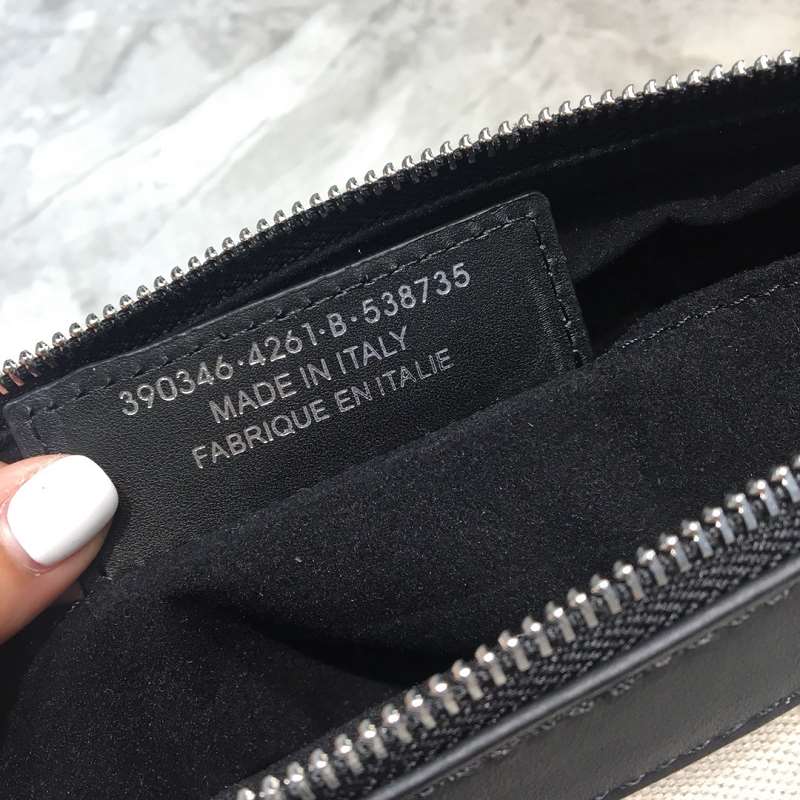 390346·4261·B·538735
MADE IN ITALY
FABRIQUE EN ITALIE